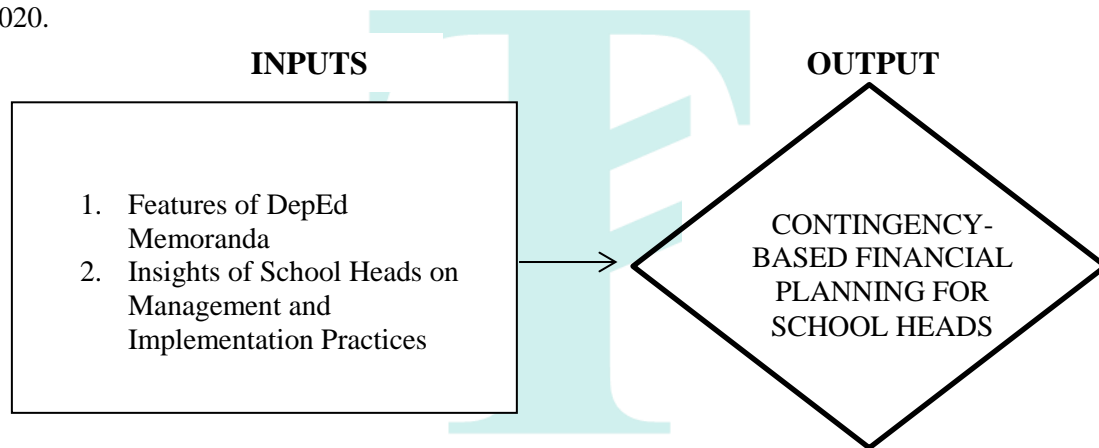 020.
INPUTS
OUTPUT
1. Features of DepEd
Memoranda
2. Insights of School Heads on
Management and
Implementation Practices
CONTINGENCY-
BASED FINANCIAL
PLANNING FOR
SCHOOL HEADS